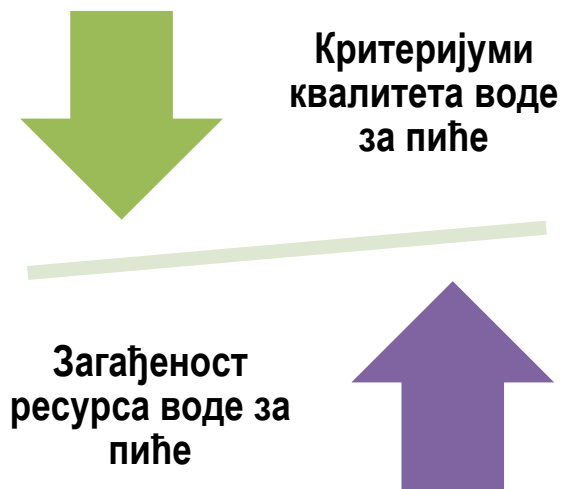 Критеријуми
квалитета воде
за пиће
Загађеност
ресурса воде за
пиће